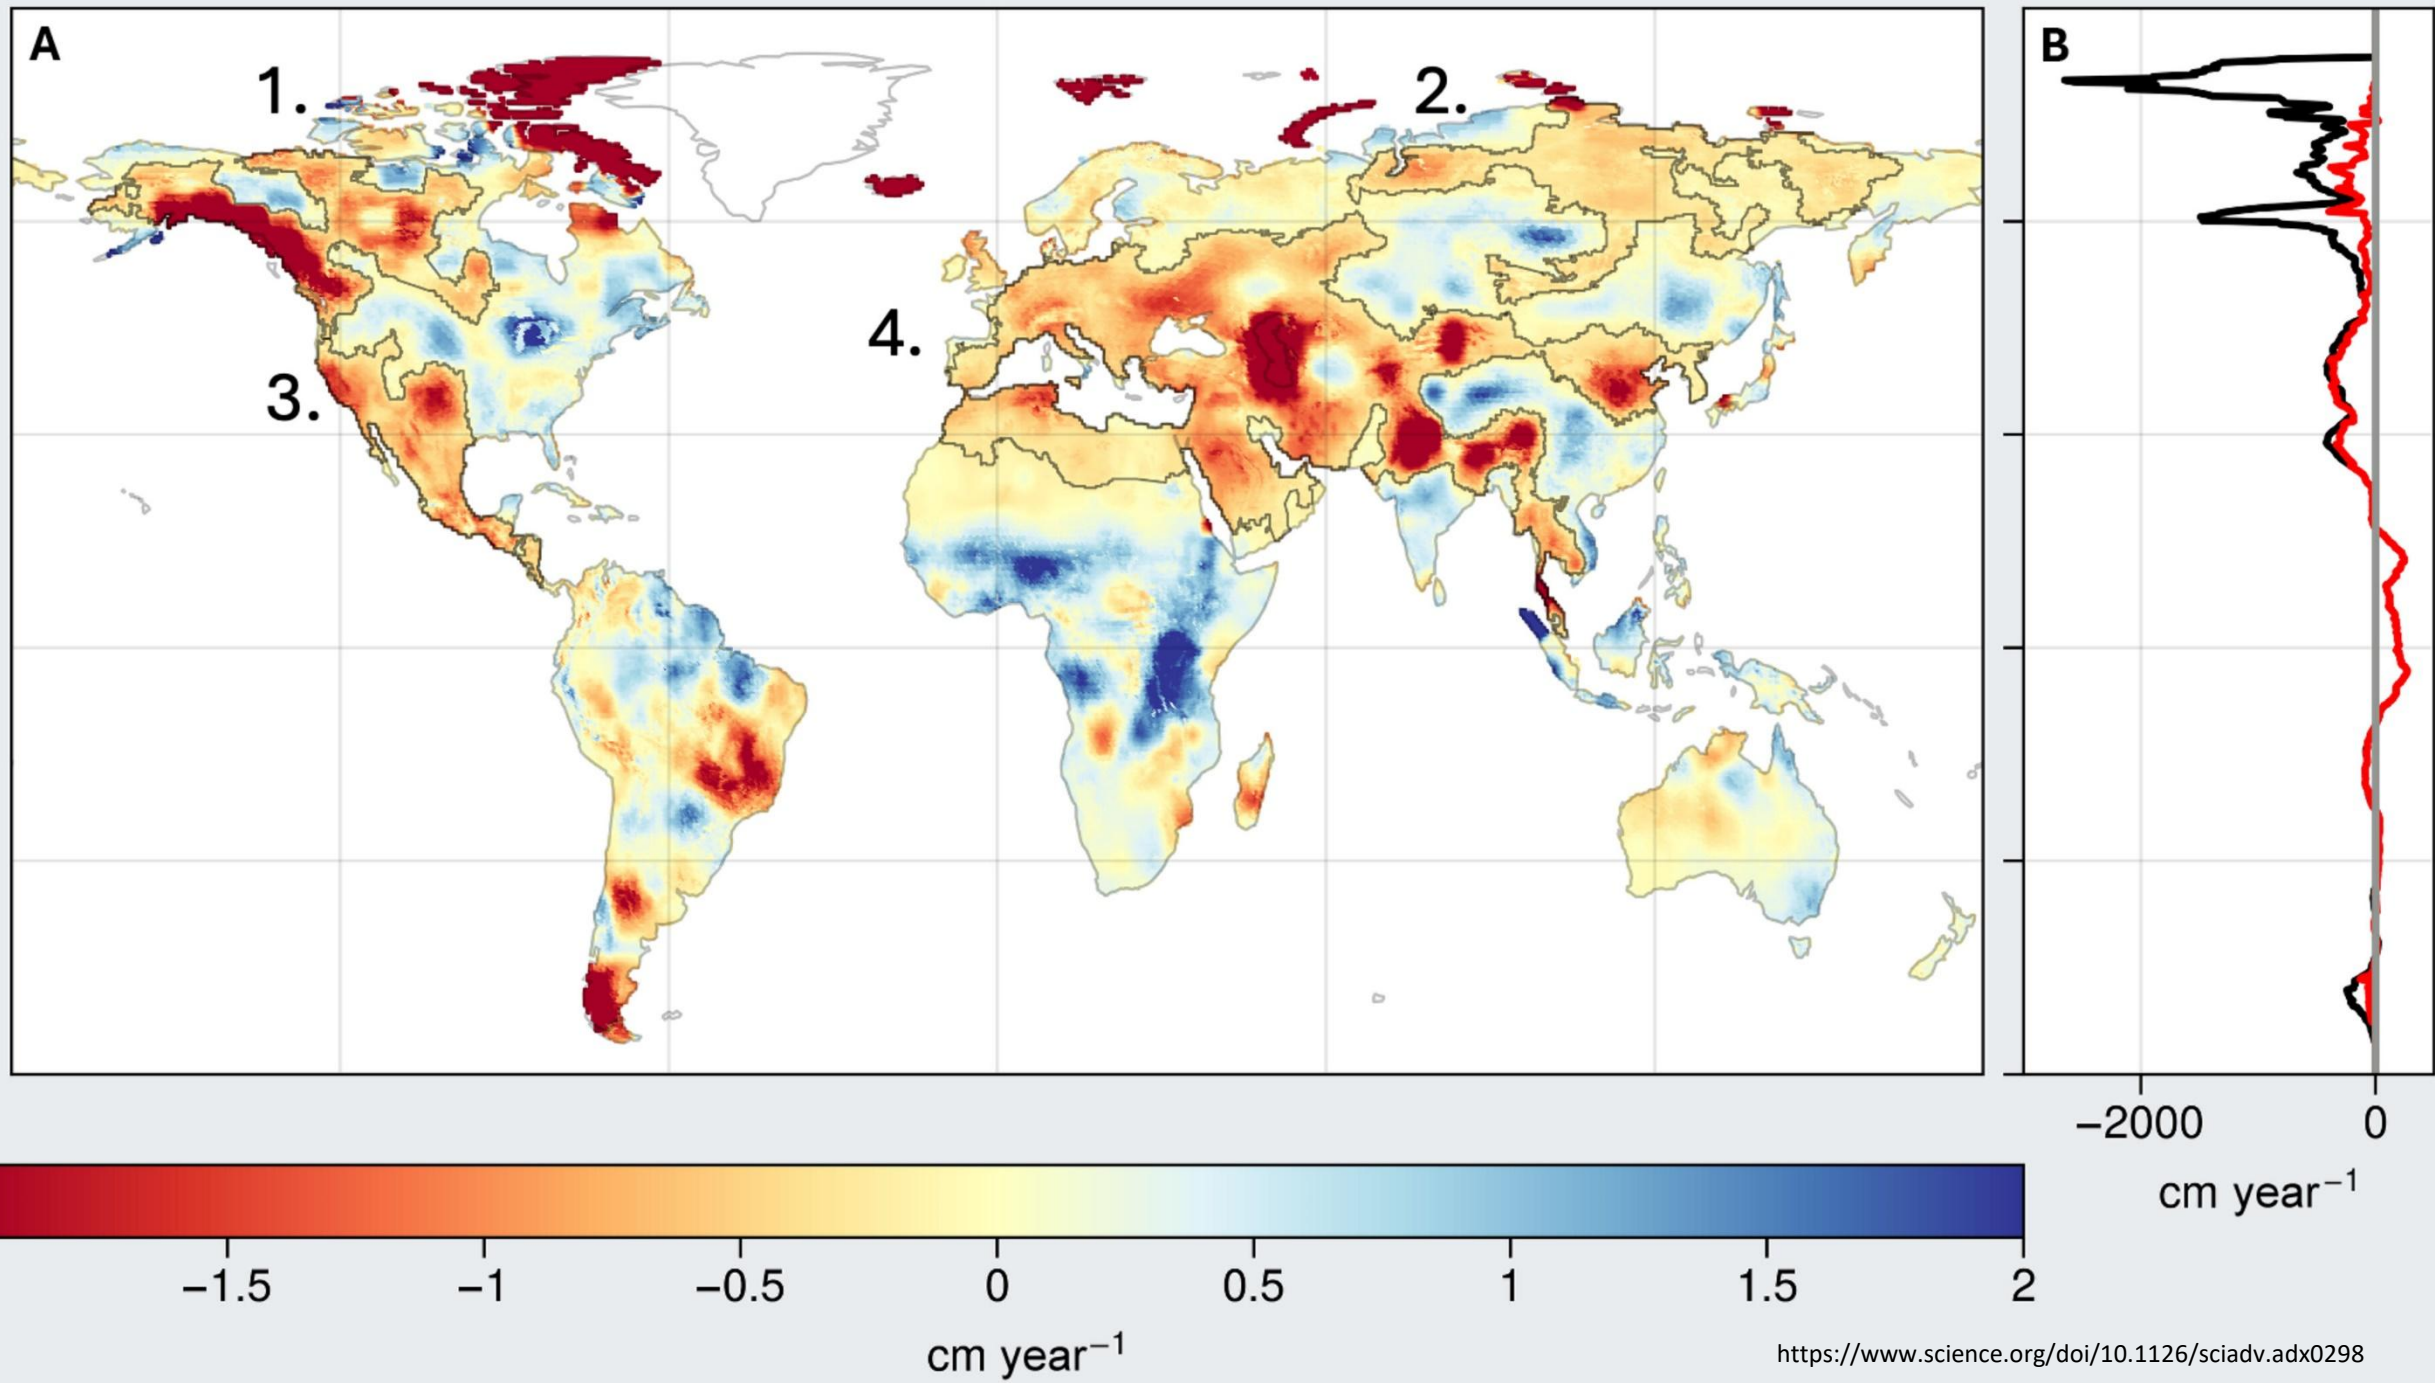 A
B
1.
2.
3.
4.
−2000 0
cm year−1
−1.5 −1 −0.5 0 0.5 1 1.5 2
cm year−1
https://www.science.org/doi/10.1126/sciadv.adx0298